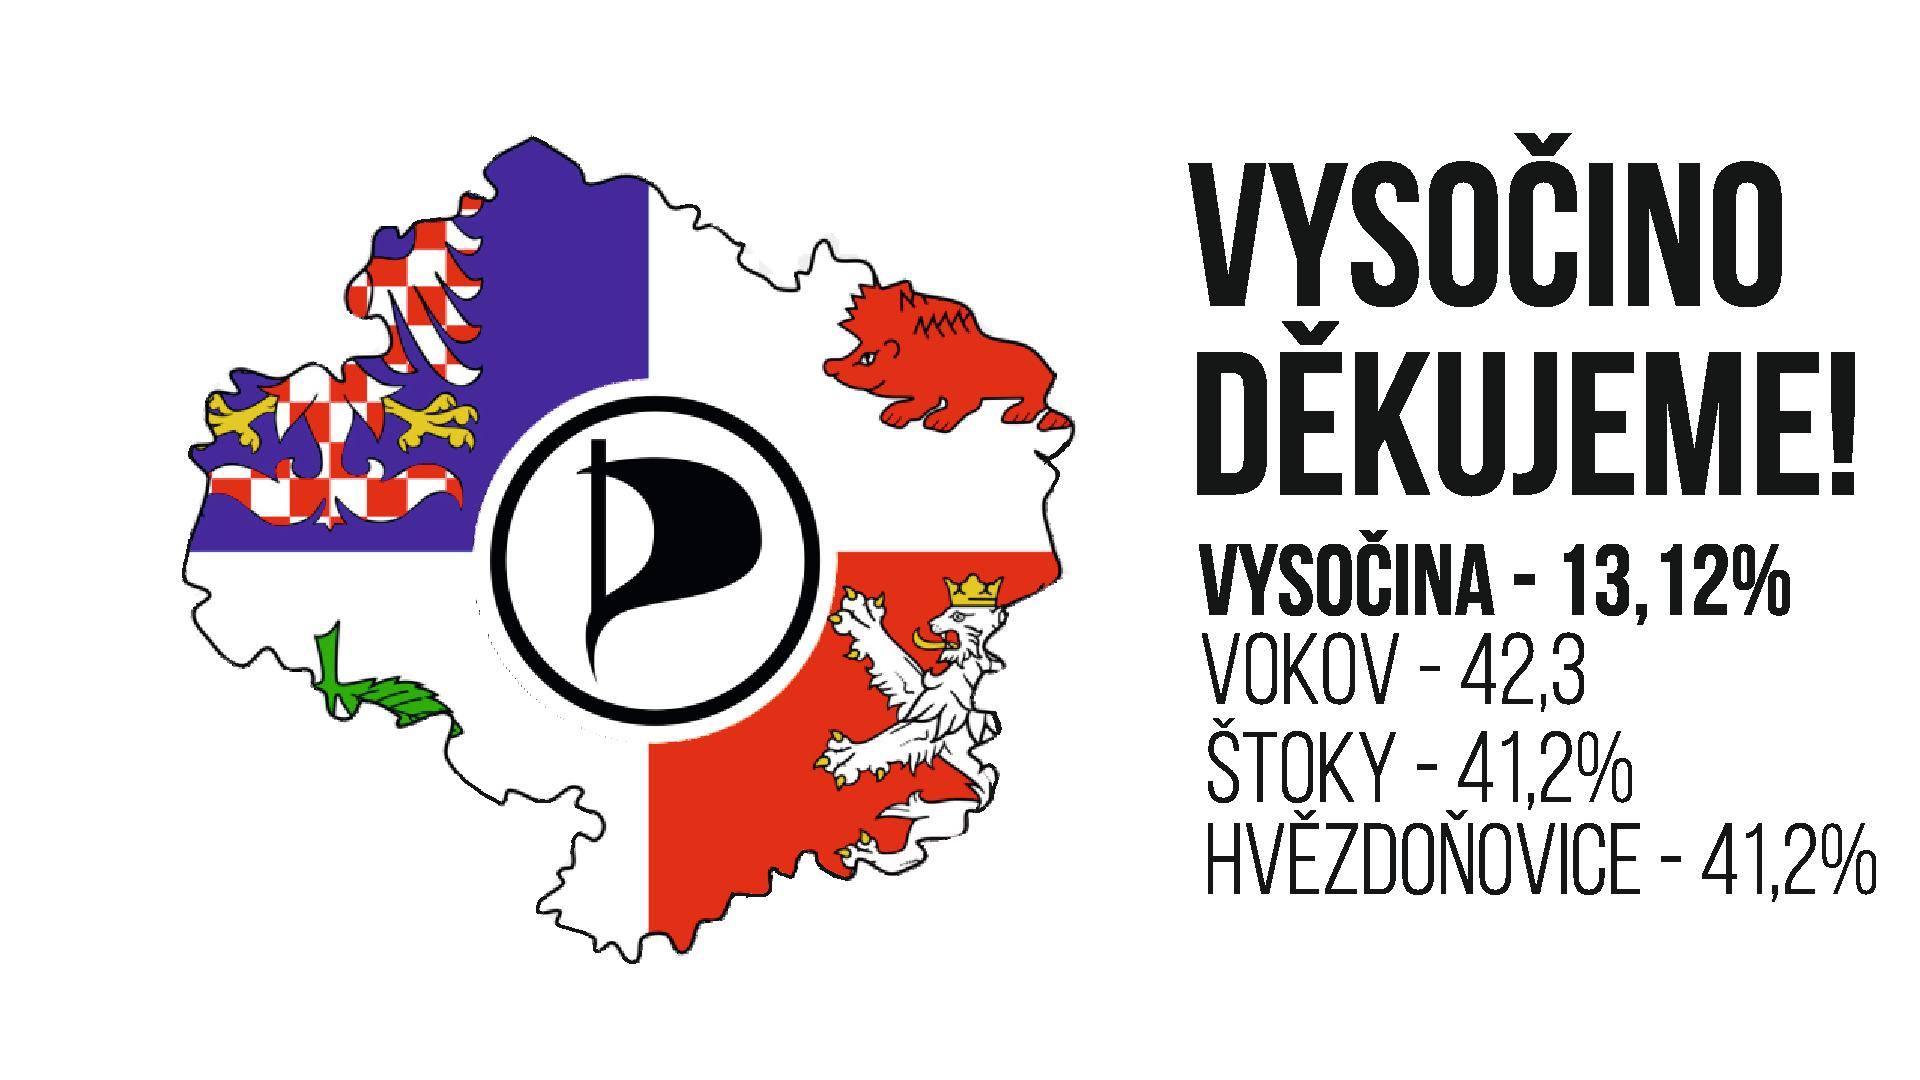 VYSOČINO
DĚKUJEME!
VYSOČINA - 13,12%
VOKOV - 42,3
ŠTOKY - 41,2%
HVĚZDOŇOVICE - 41,2%